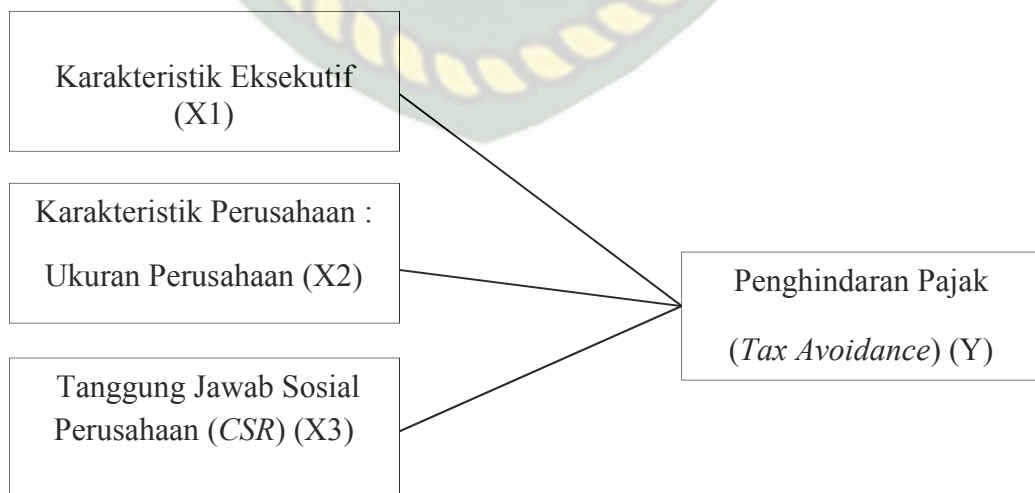 Karakteristik Eksekutif
(X1)
Karakteristik Perusahaan :
Ukuran Perusahaan (X2)
Tanggung Jawab Sosial
Perusahaan (CSR) (X3)
Penghindaran Pajak
(Tax Avoidance) (Y)